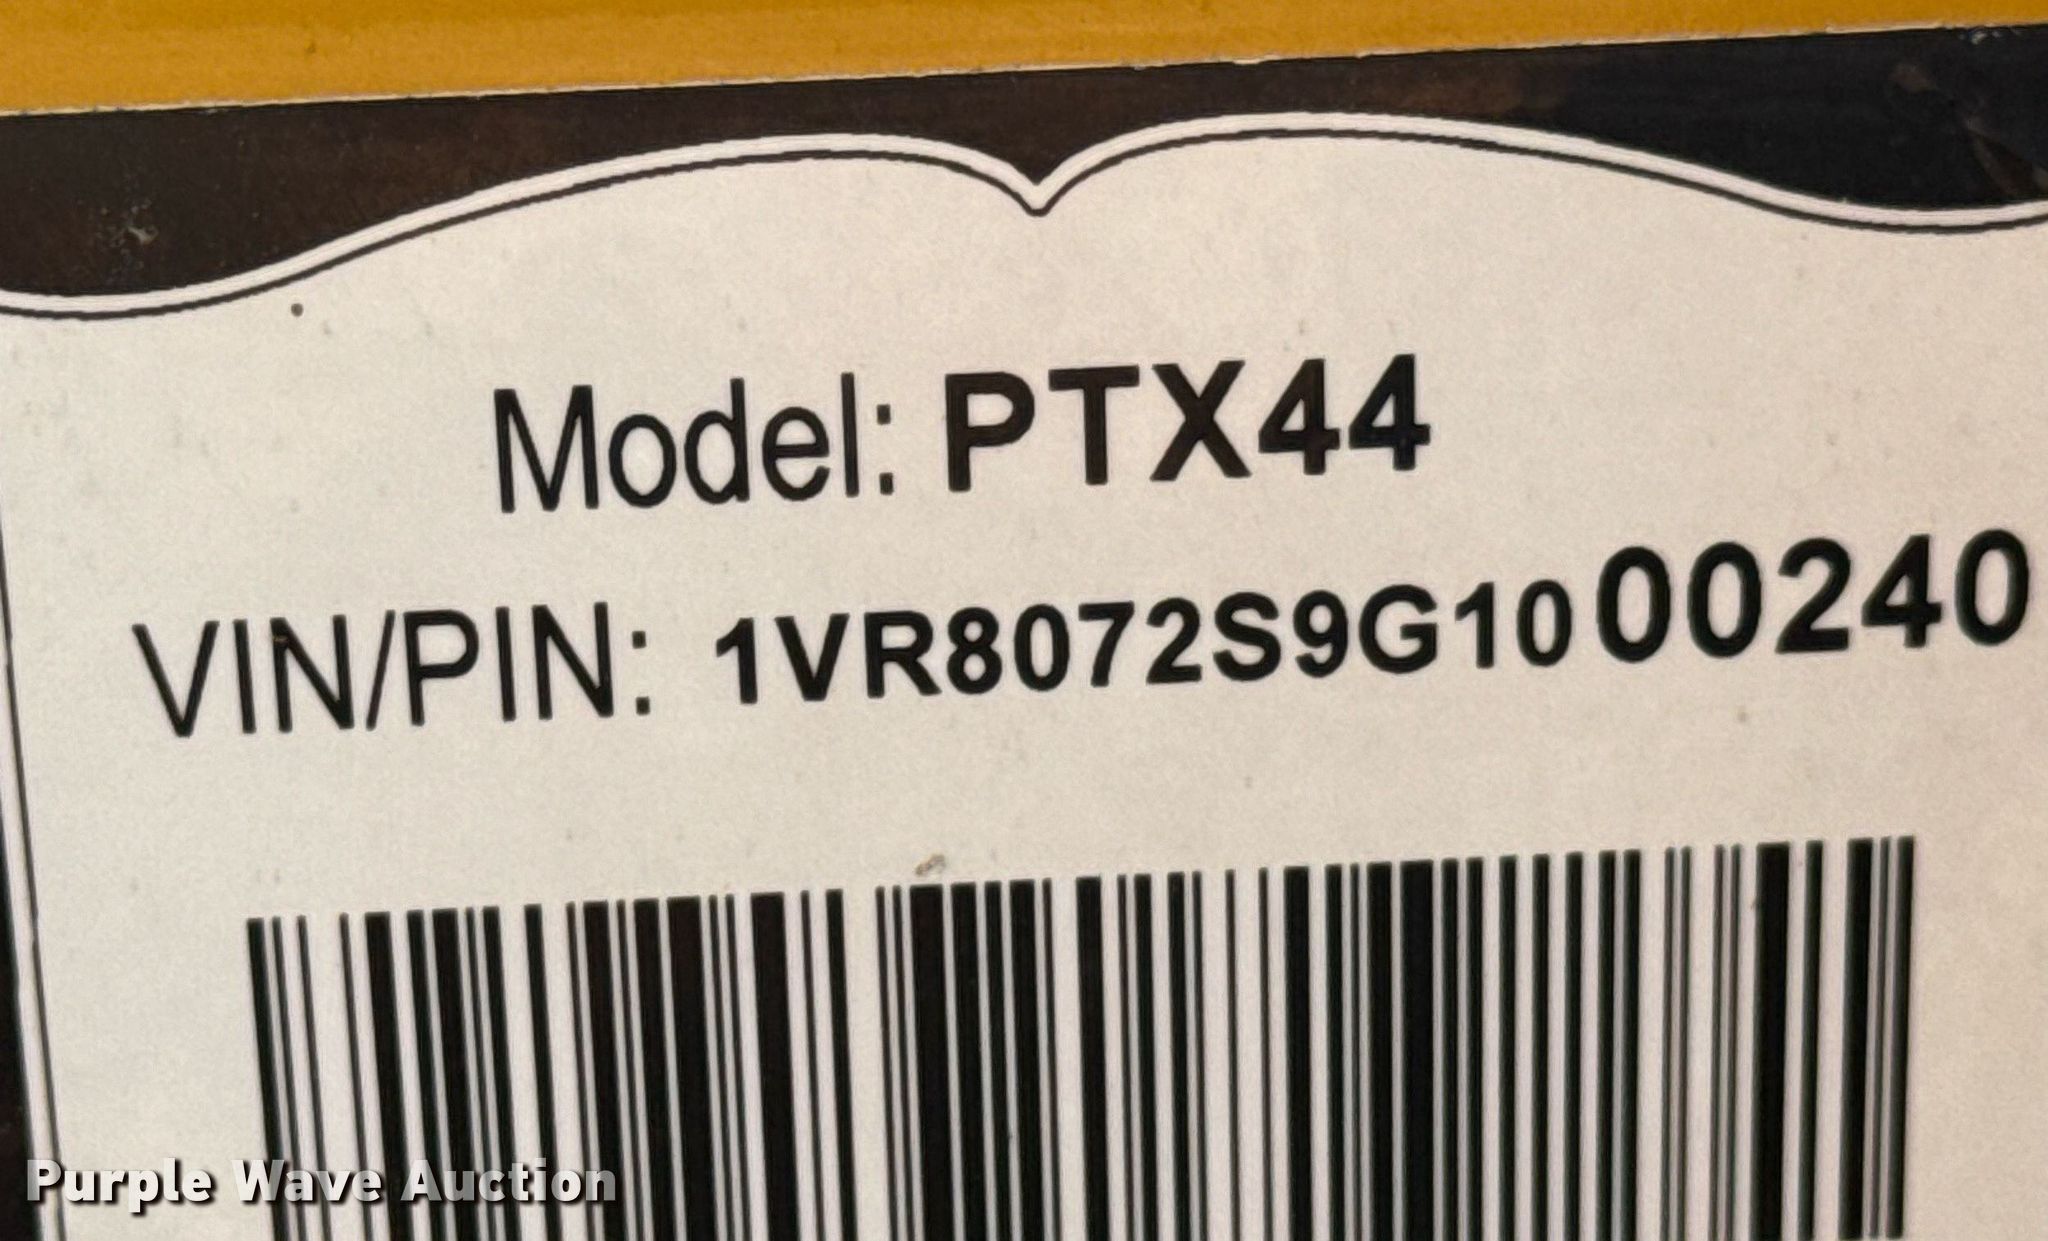 Model: PTX44
VIN/PIN: 1VR8072S9G1000240
Purple Wave Auction